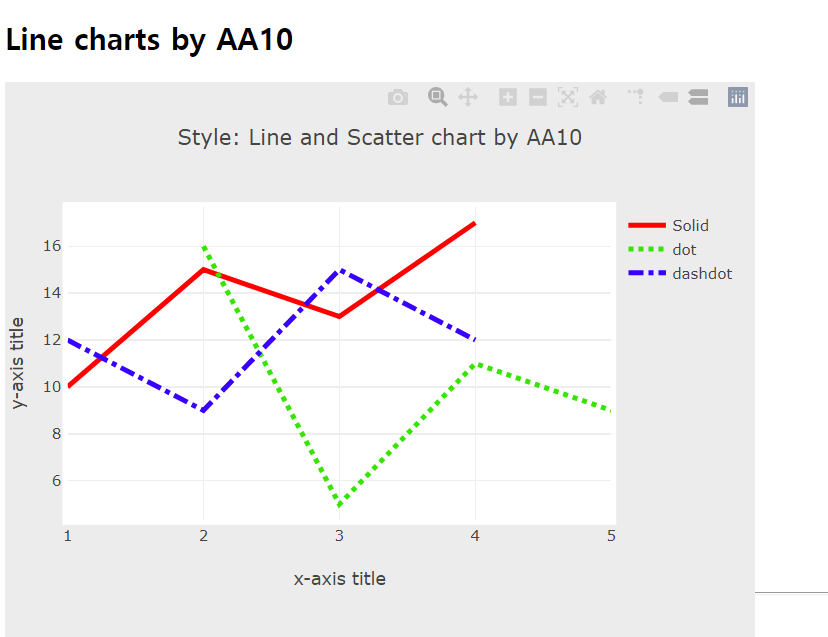 Line charts by AA10
Style: Line and Scatter chart by AA10
Solid
dot
dashdot
16
14
12
10
8
6
y-axis title
1 2 3 4 5
x-axis title